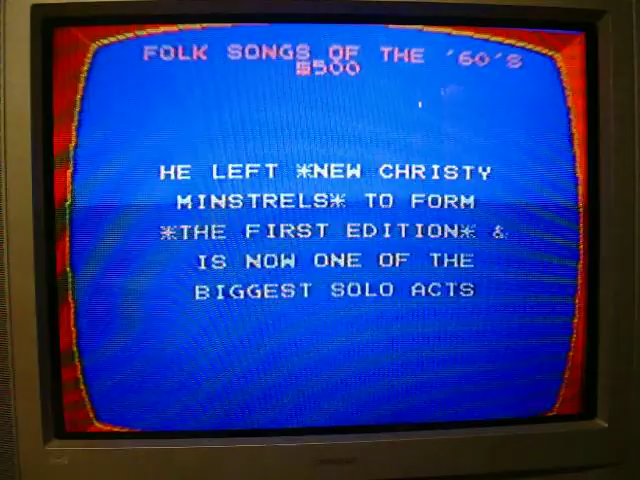 FOLK SONGS OF THE '60'S
$500
HE LEFT *NEW CHRISTY
MINSTRELS* TO FORM
*THE FIRST EDITION* &
IS NOW ONE OF THE
BIGGEST SOLO ACTS